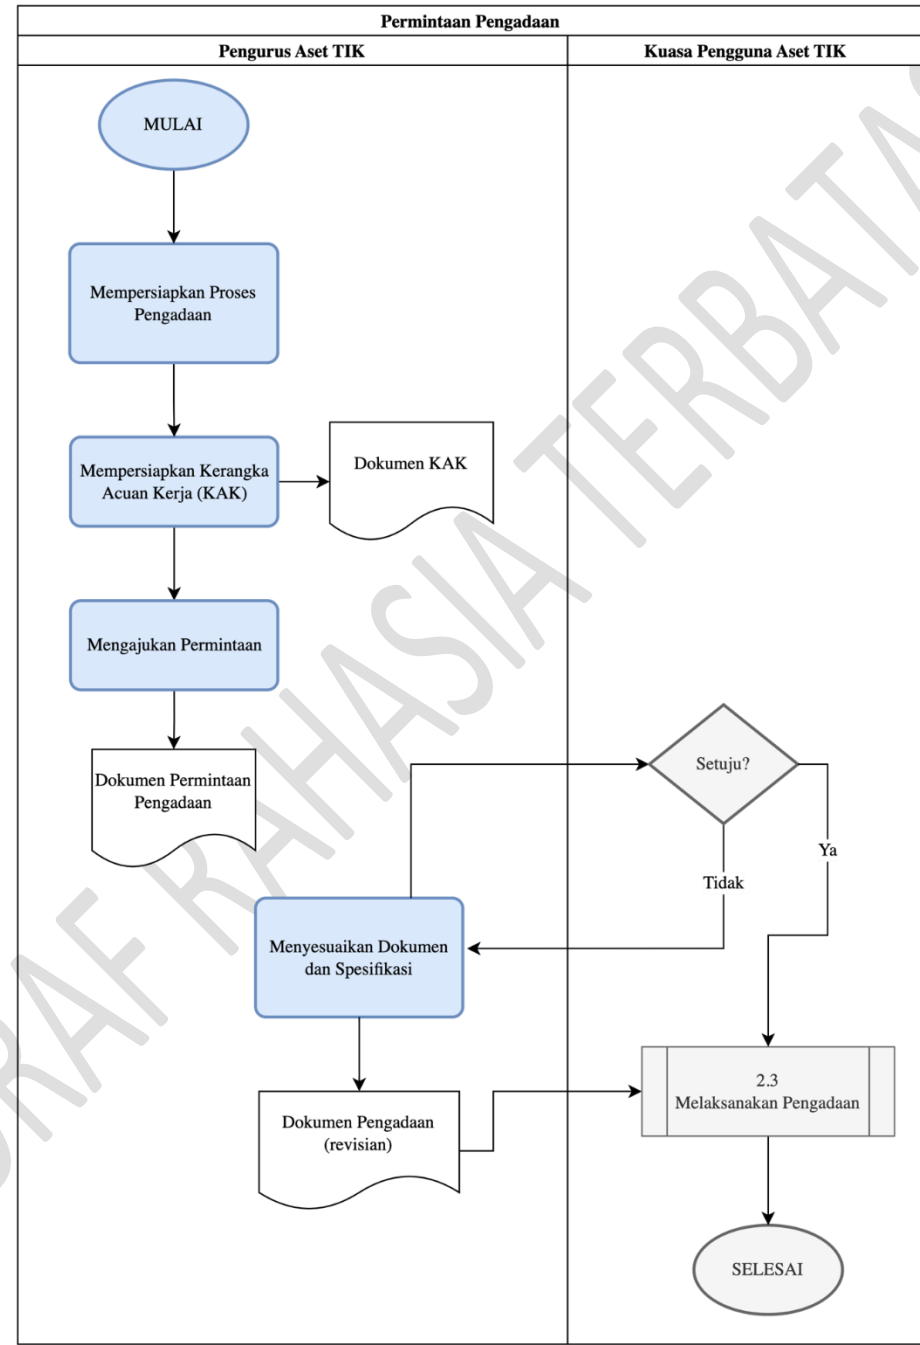 Permintaan Pengadaan
Pengurus Aset TIK
Kuasa Pengguna Aset TIK
MULAI
Mempersiapkan Proses
Pengadaan
Mempersiapkan Kerangka
Acuan Kerja (KAK)
Dokumen KAK
Mengajukan Permintaan
Dokumen Permintaan
Pengadaan
Setuju?
Ya
Tidak
Menyesuaikan Dokumen
dan Spesifikasi
2.3
Melaksanakan Pengadaan
Dokumen Pengadaan
(revisian)
SELESAI
DRAF RAHASIA TERBATAS